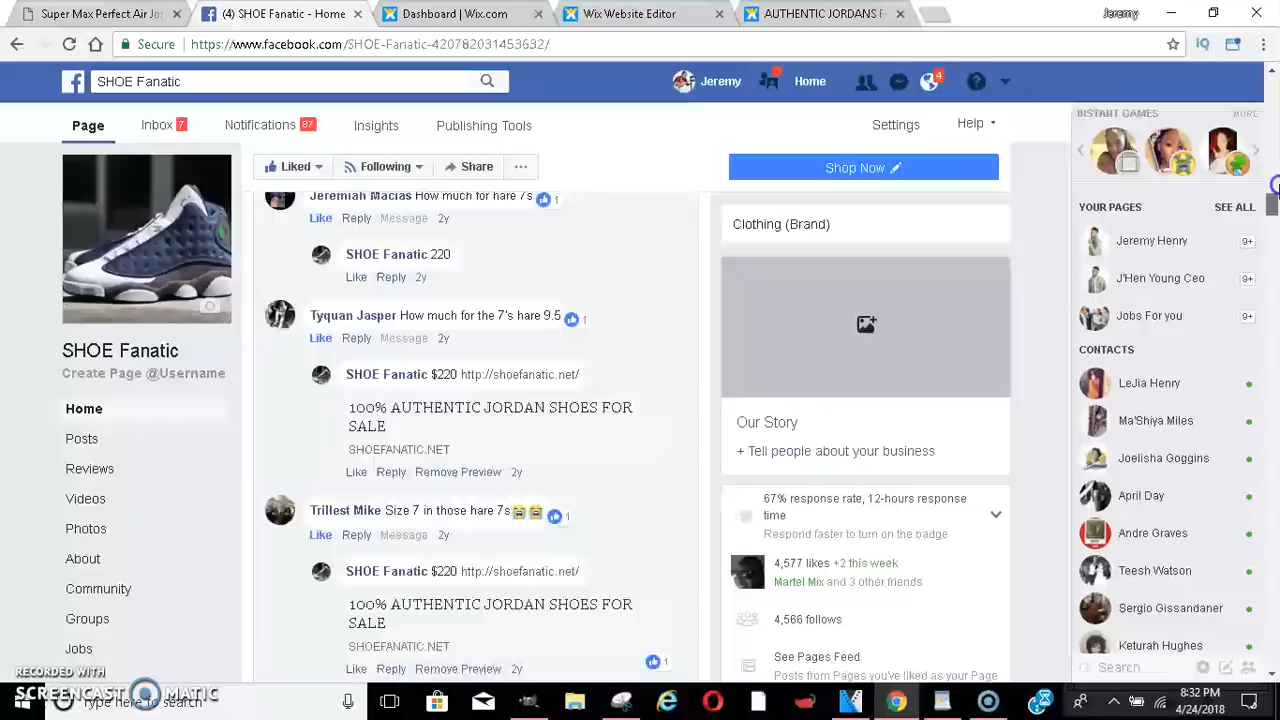 Super Max Perfect Air Jo
(4) SHOE Fanatic - Home
Dashboard | Wix.com
Wix Website Editor
AUTHENTIC JORDANS F
Jeremy
Secure
https://www.facebook.com/SHOE-Fanatic-420782031453632/
SHOE Fanatic
Jeremy
Home
4
Page
Inbox 7
Notifications 87
Insights
Publishing Tools
Settings
Help
Liked
Following
Share
Shop Now
INSTANT GAMES
MORE
Jeremiah Macias How much for hare 7s 1
Like Reply Message 2y
SHOE Fanatic 220
Like Reply 2y
Tyquan Jasper How much for the 7's hare 9.5 1
Like Reply Message 2y
SHOE Fanatic $220 http://shoefanatic.net/
100% AUTHENTIC JORDAN SHOES FOR
SALE
SHOEFANATIC.NET
Like Reply Remove Preview 2y
Trillest Mike Size 7 in those hare 7s 1
Like Reply Message 2y
SHOE Fanatic $220 http://shoefanatic.net/
100% AUTHENTIC JORDAN SHOES FOR
SALE
SHOEFANATIC.NET
1
Like Reply Remove Preview 2y
SHOE Fanatic
Create Page @Username
Home
Posts
Reviews
Videos
Photos
About
Community
Groups
Jobs
Clothing (Brand)
Our Story
+ Tell people about your business
67% response rate, 12-hours response
time
Respond faster to turn on the badge
4,577 likes +2 this week
Martel Mix and 3 other friends
4,566 follows
See Pages Feed
Posts from Pages you've liked as your Page
YOUR PAGES SEE ALL
Jeremy Henry 9+
J'Hen Young Ceo 9+
Jobs For you 9+
CONTACTS
LeJia Henry
Ma'Shiya Miles
Joelisha Goggins
April Day
Andre Graves
Teesh Watson
Sergio Gissandaner
Keturah Hughes
Search
RECORDED WITH
SCREENCAST MATIC
Type here to search
8:32 PM
4/24/2018